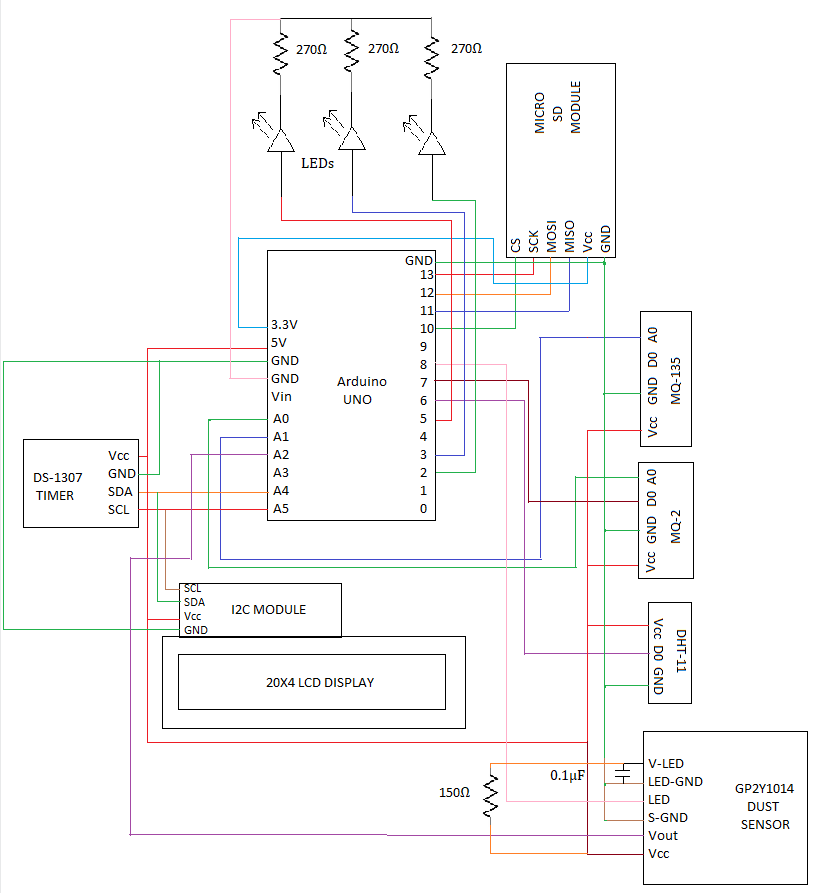 270Ω
270Ω
270Ω
LEDs
MICRO
SD
MODULE
CS
SCK
MOSI
MISO
Vcc
GND
Arduino
UNO
3.3V
5V
GND
GND
Vin
A0
A1
A2
A3
A4
A5
GND
13
12
11
10
9
8
7
6
5
4
3
2
1
0
A0
D0
GND
Vcc
MQ-135
DS-1307
TIMER
Vcc
GND
SDA
SCL
A0
D0
GND
Vcc
MQ-2
SCL
SDA
Vcc
GND
I2C MODULE
20X4 LCD DISPLAY
Vcc
D0
GND
DHT-11
0.1μF
150Ω
V-LED
LED-GND
LED
S-GND
Vout
Vcc
GP2Y1014
DUST
SENSOR